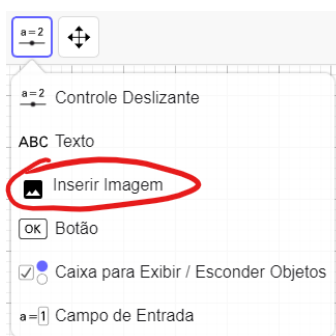 a=2
a=2 Controle Deslizante
ABC Texto
Inserir Imagem
OK Botão
Caixa para Exibir / Esconder Objetos
a=1 Campo de Entrada